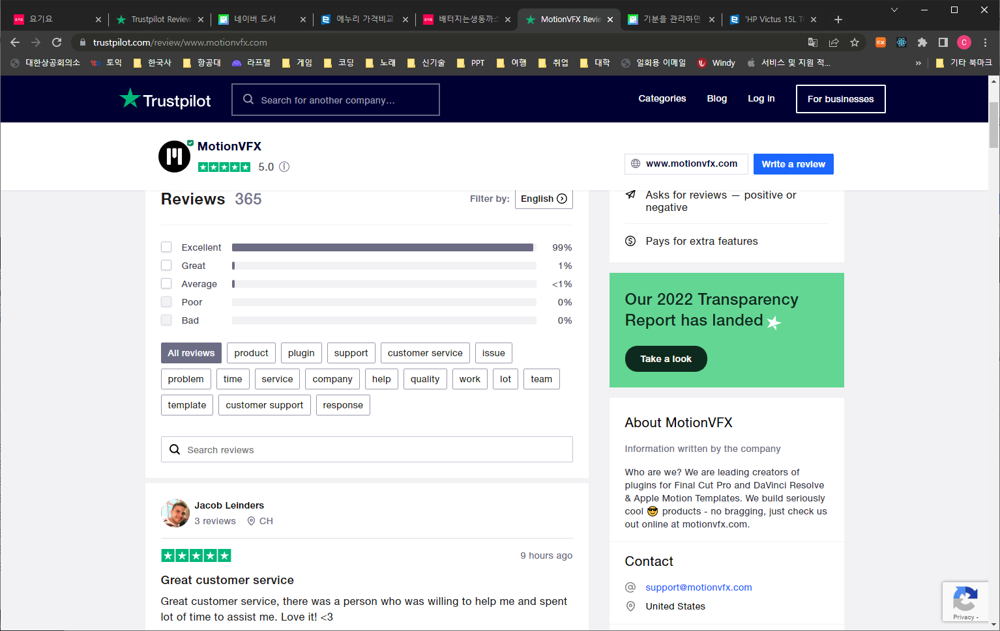 요기요
Trustpilot Review
네이버 도서
에누리 가격비교
배터지는생동까스
MotionVFX Revie
기분을 관리하면
'HP Victus 15L T
trustpilot.com/review/www.motionvfx.com
대한상공회의소 토익 한국사 항공대 라프텔 게임 코딩 노래 신기술 PPT 여행 취업 대학 일회용 이메일 Windy 서비스 및 지원 적... » 기타 북마크
Trustpilot
Search for another company...
Categories Blog Log in For businesses
MotionVFX
5.0
www.motionvfx.com
Write a review
Reviews 365
Filter by: English
Excellent 99%
Great 1%
Average <1%
Poor 0%
Bad 0%
All reviews product plugin support customer service issue
problem time service company help quality work lot team
template customer support response
Search reviews
Jacob Leinders
3 reviews CH
9 hours ago
Great customer service
Great customer service, there was a person who was willing to help me and spent
lot of time to assist me. Love it! <3
Asks for reviews — positive or
negative
Pays for extra features
Our 2022 Transparency
Report has landed
Take a look
About MotionVFX
Information written by the company
Who are we? We are leading creators of
plugins for Final Cut Pro and DaVinci Resolve
& Apple Motion Templates. We build seriously
cool 😎 products - no bragging, just check us
out online at motionvfx.com.
Contact
support@motionvfx.com
United States
Privacy -